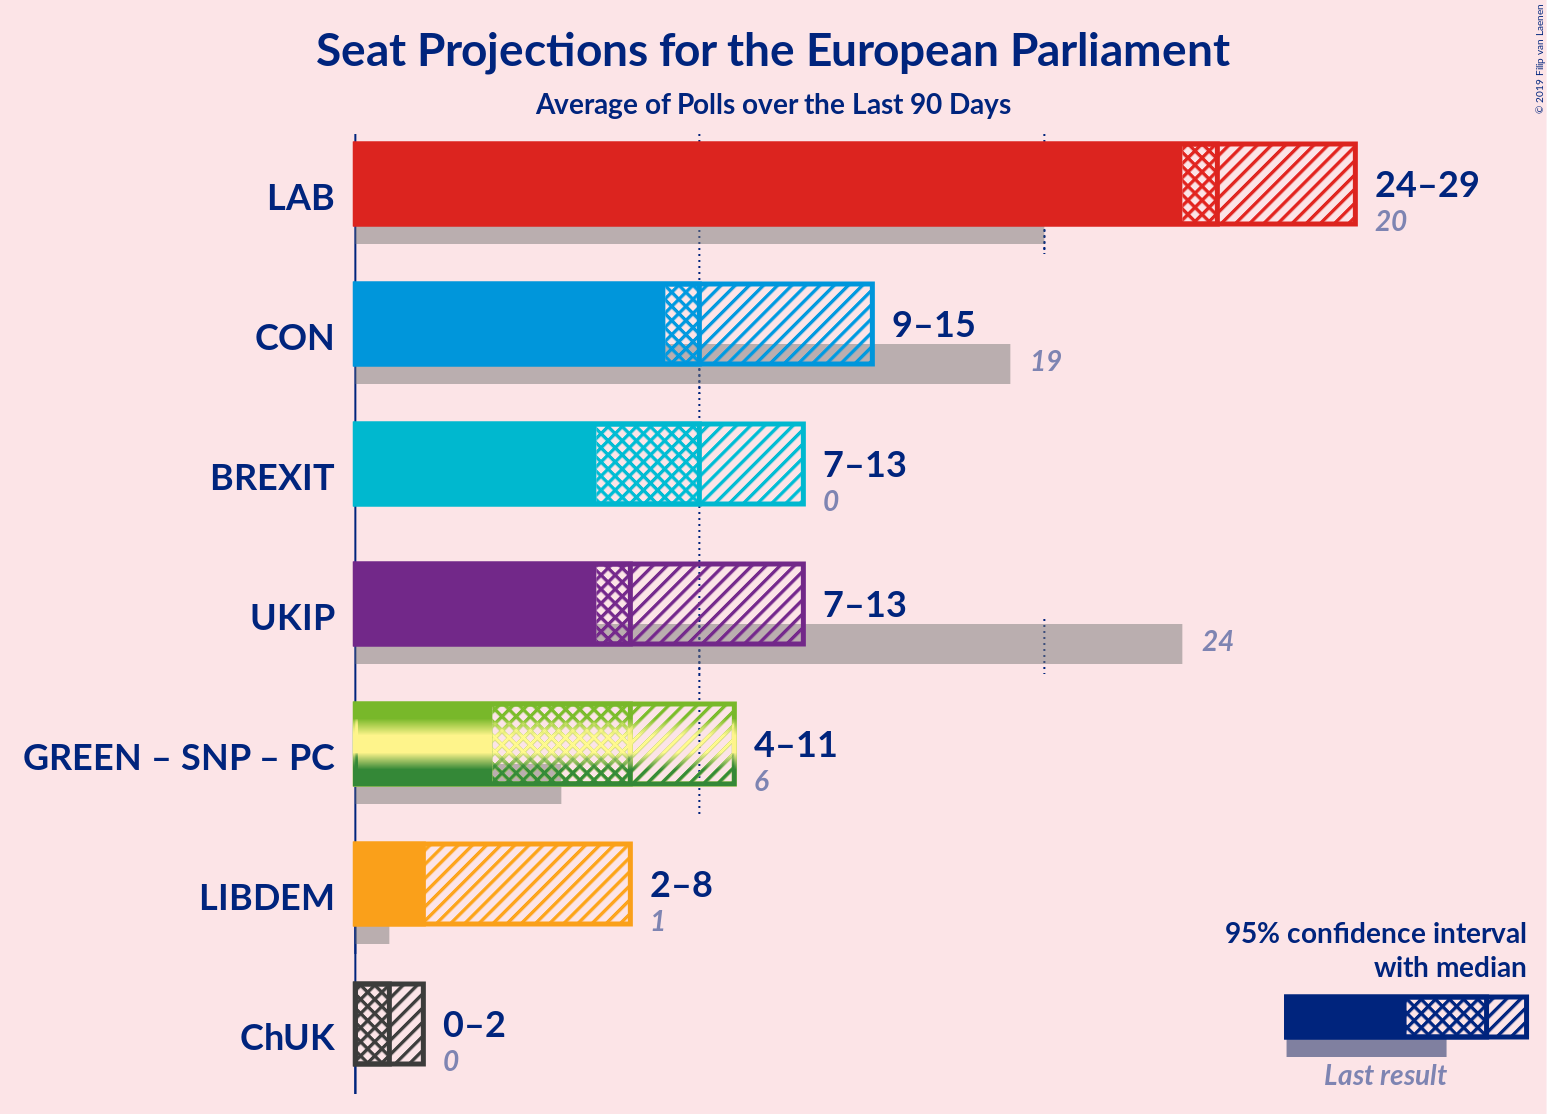 Seat Projections for the European Parliament
Average of Polls over the Last 90 Days
© 2019 Filip van Laenen
LAB
24–29
20
CON
9–15
19
BREXIT
7–13
0
UKIP
7–13
24
GREEN – SNP – PC
4–11
6
LIBDEM
2–8
1
ChUK
0–2
0
95% confidence interval
with median
Last result